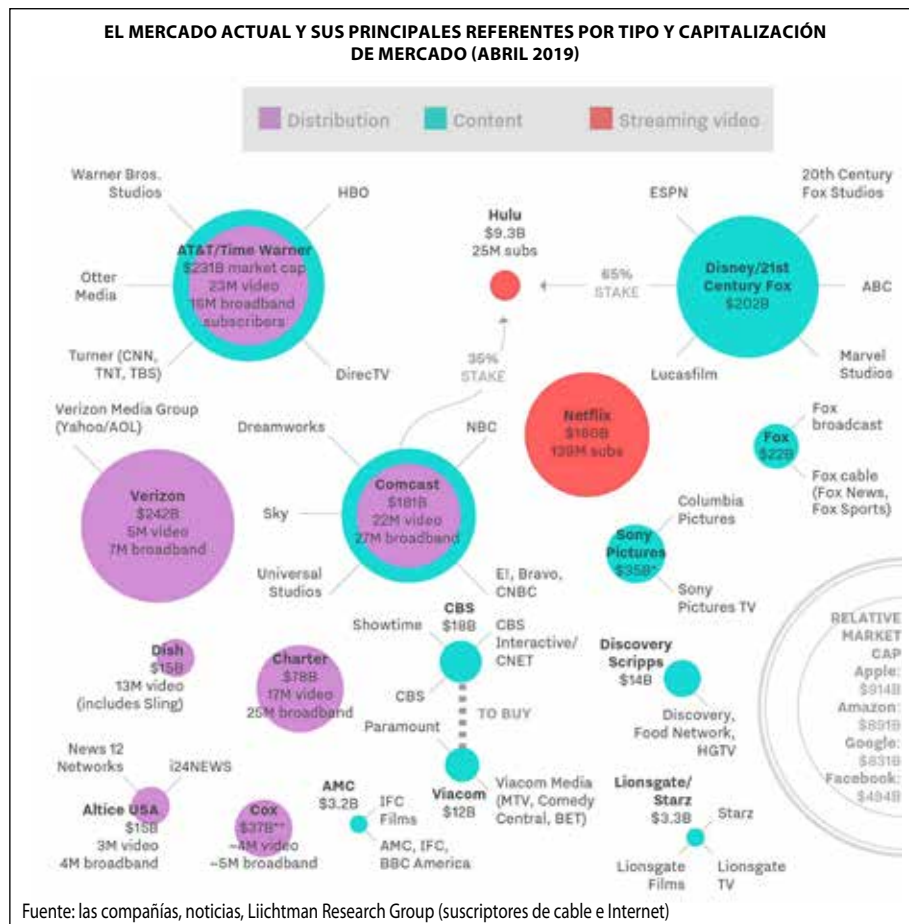 EL MERCADO ACTUAL Y SUS PRINCIPALES REFERENTES POR TIPO Y CAPITALIZACIÓN
DE MERCADO (ABRIL 2019)
Distribution
Content
Streaming video
Warner Bros.
Studios
HBO
AT&T/Time Warner
$231B market cap
23M video
16M broadband
subscribers
Otter
Media
Turner (CNN,
TNT, TBS)
DirecTV
Hulu
$9.3B
25M subs
65%
STAKE
35%
STAKE
ESPN
20th Century
Fox Studios
Disney/21st
Century Fox
$202B
ABC
Lucasfilm
Marvel
Studios
Verizon Media Group
(Yahoo/AOL)
Verizon
$242B
5M video
7M broadband
Dreamworks
NBC
Comcast
$181B
22M video
27M broadband
Sky
Universal
Studios
E!, Bravo,
CNBC
Netflix
$160B
139M subs
Fox
broadcast
Fox
$22B
Fox cable
(Fox News,
Fox Sports)
Columbia
Pictures
Sony
Pictures
$35B*
Sony
Pictures TV
Dish
$15B
13M video
(includes Sling)
Charter
$78B
17M video
25M broadband
Showtime
CBS
$18B
CBS
Interactive/
CNET
CBS
TO BUY
Paramount
Viacom
$12B
Viacom Media
(MTV, Comedy
Central, BET)
Discovery
Scripps
$14B
Discovery,
Food Network,
HGTV
RELATIVE
MARKET
CAP
Apple:
$914B
Amazon:
$891B
Google:
$831B
Facebook:
$494B
News 12
Networks
i24NEWS
Altice USA
$15B
3M video
4M broadband
Cox
$37B**
~4M video
~5M broadband
AMC
$3.2B
IFC
Films
AMC, IFC,
BBC America
Lionsgate/
Starz
$3.3B
Starz
Lionsgate
Films
Lionsgate
TV
Fuente: las compañías, noticias, Liichtman Research Group (suscriptores de cable e Internet)